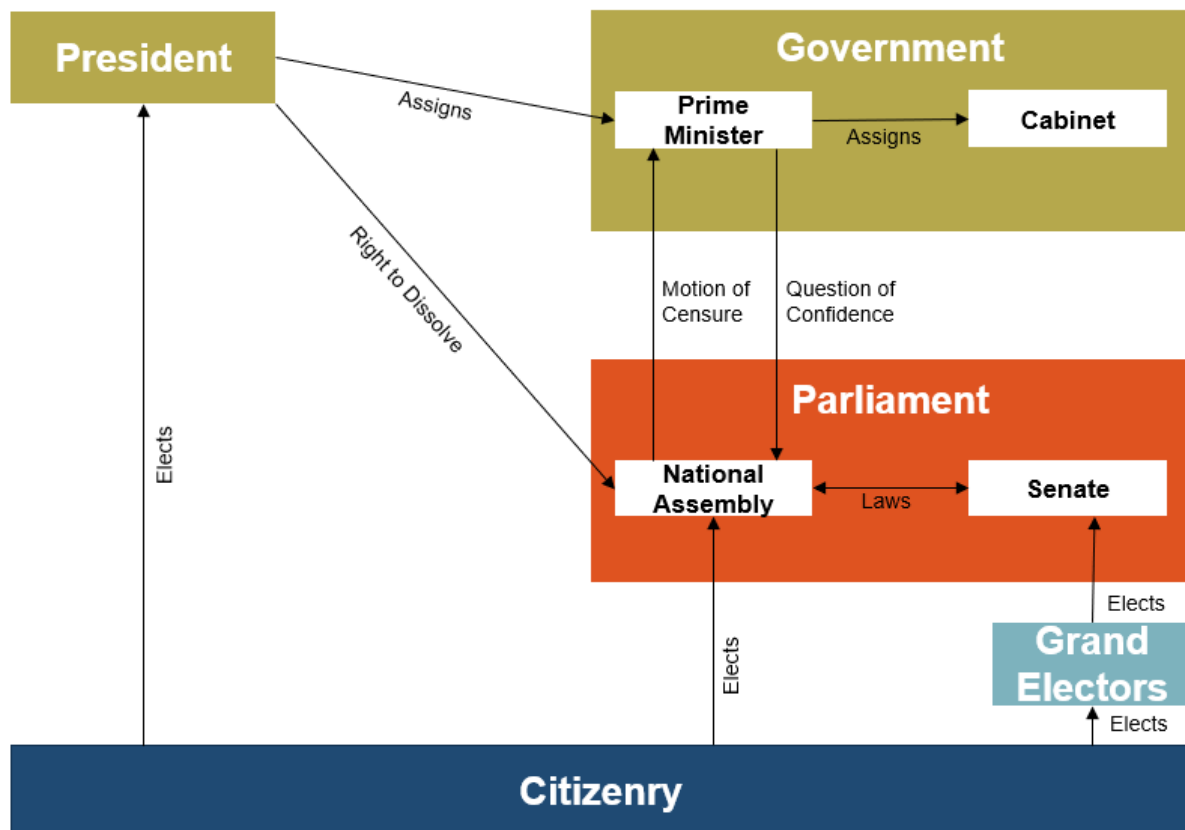 President
Government
Assigns
Prime
Minister
Assigns
Cabinet
Right to Dissolve
Motion of
Censure
Question of
Confidence
Elects
Parliament
National
Assembly
Laws
Senate
Elects
Elects
Grand
Electors
Elects
Citizenry